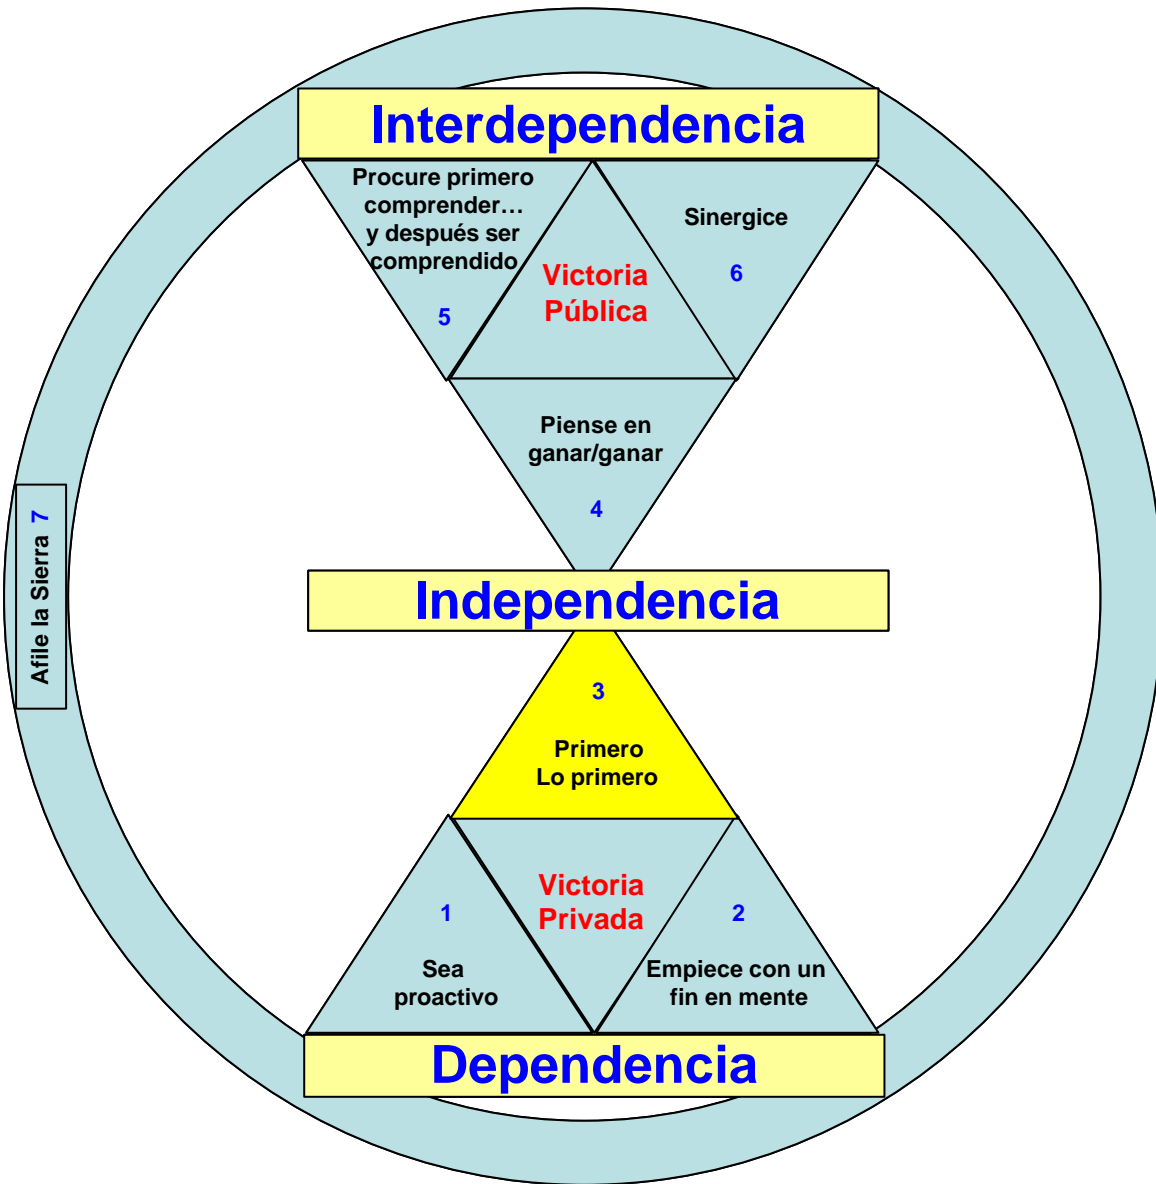 Interdependencia
Procure primero
comprender...
y después ser
comprendido
5
Victoria
Pública
Sinergice
6
Piense en
ganar/ganar
4
Afile la Sierra 7
Independencia
3
Primero
Lo primero
1
Sea
proactivo
Victoria
Privada
2
Empiece con un
fin en mente
Dependencia